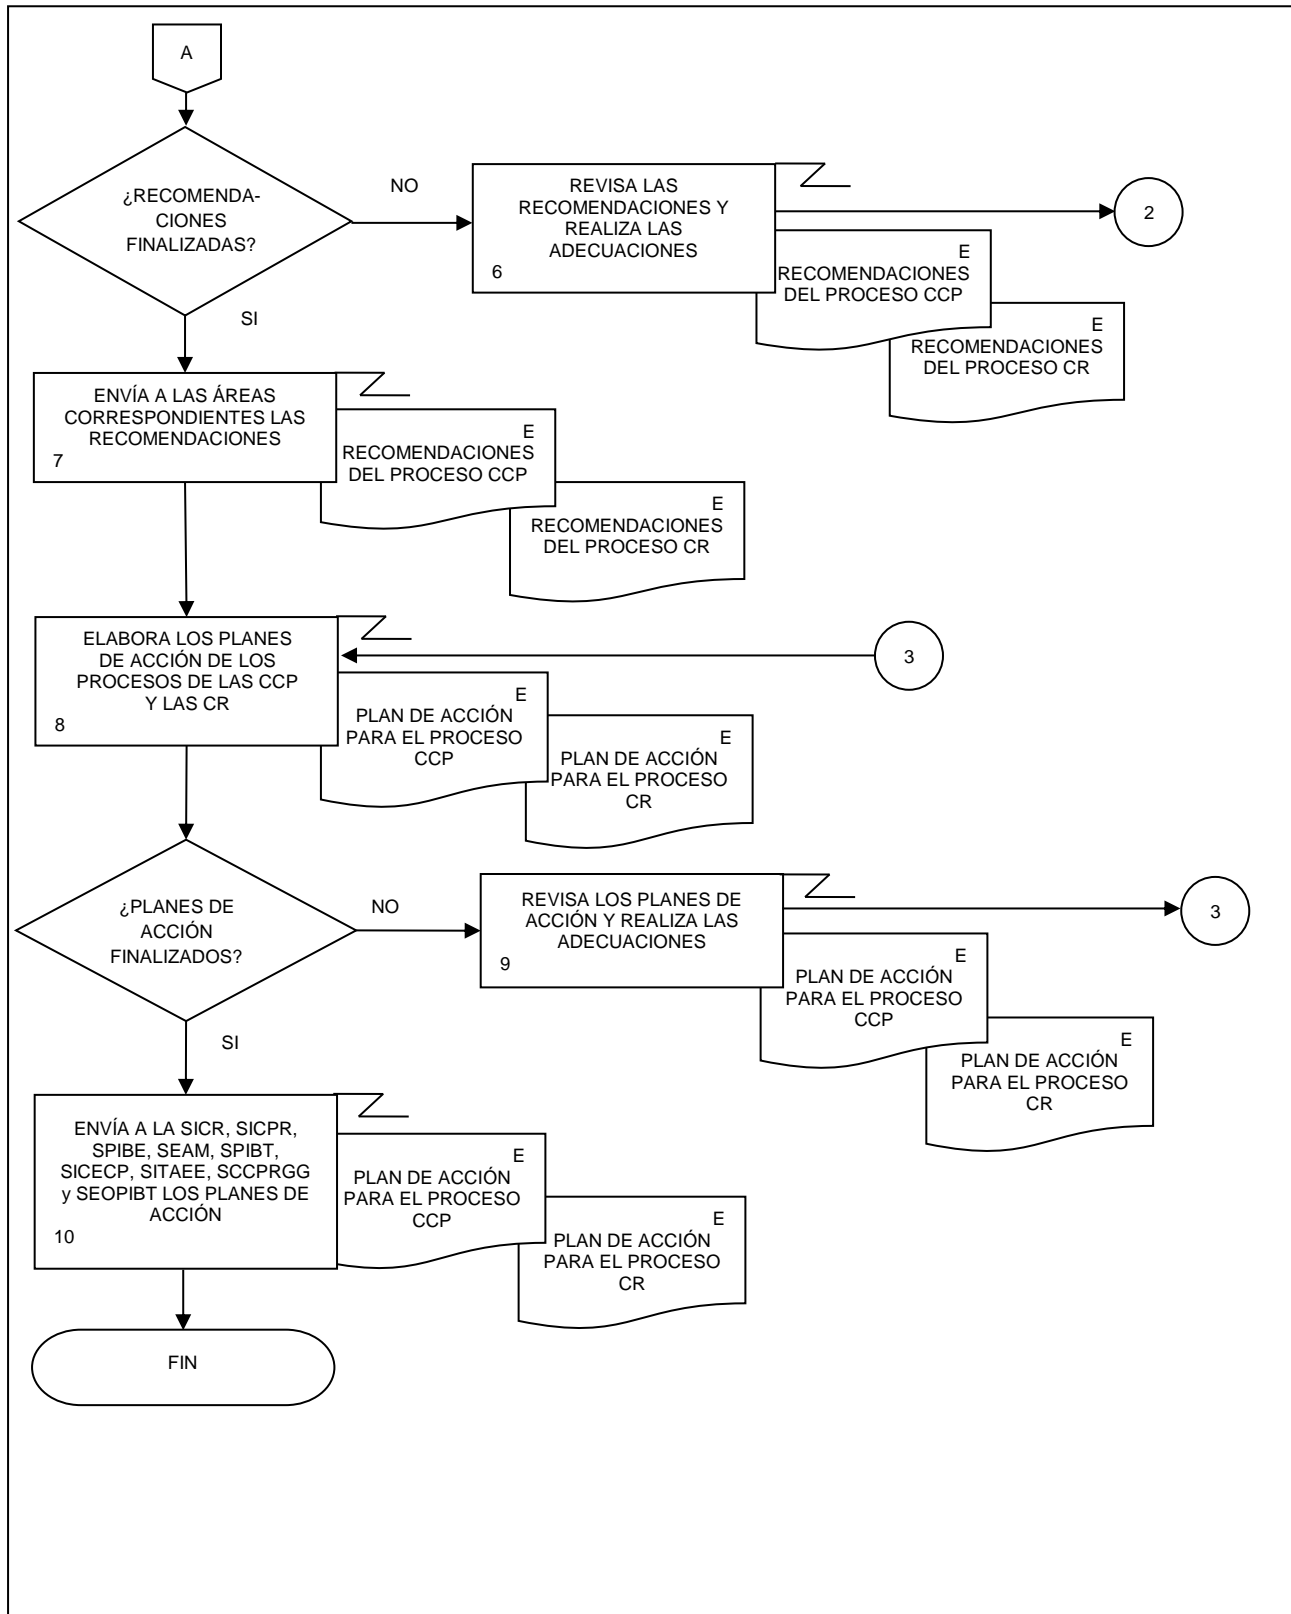 A
¿RECOMENDA-
CIONES
FINALIZADAS?
NO
REVISA LAS
RECOMENDACIONES Y
REALIZA LAS
ADECUACIONES
6
2
E
RECOMENDACIONES
DEL PROCESO CCP
E
RECOMENDACIONES
DEL PROCESO CR
SI
ENVÍA A LAS ÁREAS
CORRESPONDIENTES LAS
RECOMENDACIONES
7
E
RECOMENDACIONES
DEL PROCESO CCP
E
RECOMENDACIONES
DEL PROCESO CR
ELABORA LOS PLANES
DE ACCIÓN DE LOS
PROCESOS DE LAS CCP
Y LAS CR
8
3
E
PLAN DE ACCIÓN
PARA EL PROCESO
CCP
E
PLAN DE ACCIÓN
PARA EL PROCESO
CR
¿PLANES DE
ACCIÓN
FINALIZADOS?
NO
REVISA LOS PLANES DE
ACCIÓN Y REALIZA LAS
ADECUACIONES
9
3
E
PLAN DE ACCIÓN
PARA EL PROCESO
CCP
E
PLAN DE ACCIÓN
PARA EL PROCESO
CR
SI
ENVÍA A LA SICR, SICPR,
SPIBE, SEAM, SPIBT,
SICECP, SITAEE, SCCPRGG
y SEOPIBT LOS PLANES DE
ACCIÓN
10
E
PLAN DE ACCIÓN
PARA EL PROCESO
CCP
E
PLAN DE ACCIÓN
PARA EL PROCESO
CR
FIN